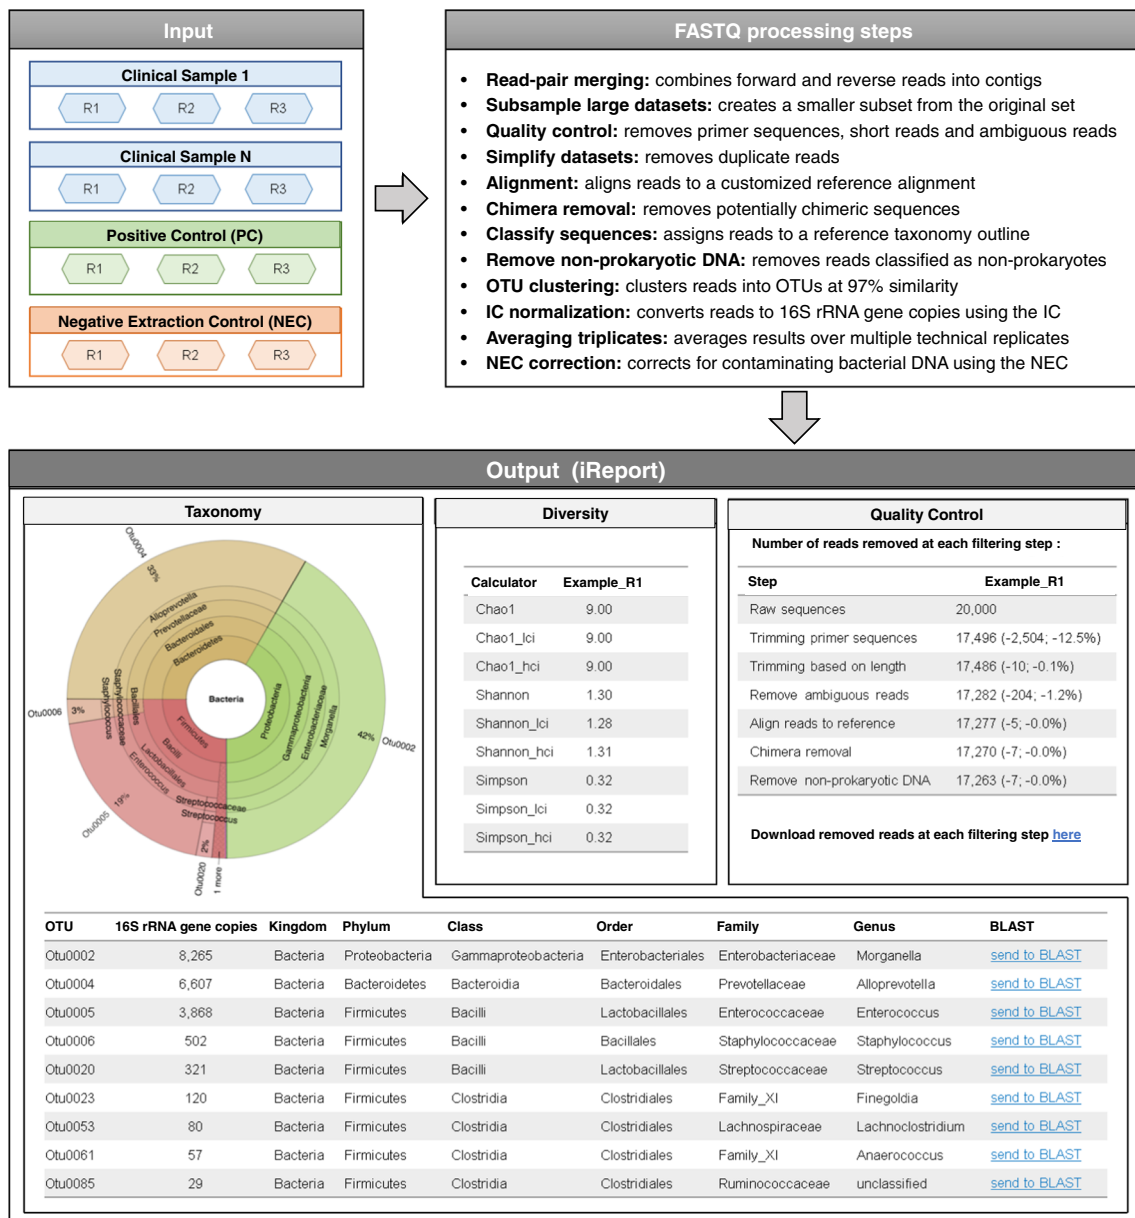 Input
Clinical Sample 1
R1 R2 R3
Clinical Sample N
R1 R2 R3
Positive Control (PC)
R1 R2 R3
Negative Extraction Control (NEC)
R1 R2 R3
FASTQ processing steps
• Read-pair merging: combines forward and reverse reads into contigs
• Subsample large datasets: creates a smaller subset from the original set
• Quality control: removes primer sequences, short reads and ambiguous reads
• Simplify datasets: removes duplicate reads
• Alignment: aligns reads to a customized reference alignment
• Chimera removal: removes potentially chimeric sequences
• Classify sequences: assigns reads to a reference taxonomy outline
• Remove non-prokaryotic DNA: removes reads classified as non-prokaryotes
• OTU clustering: clusters reads into OTUs at 97% similarity
• IC normalization: converts reads to 16S rRNA gene copies using the IC
• Averaging triplicates: averages results over multiple technical replicates
• NEC correction: corrects for contaminating bacterial DNA using the NEC
Output (iReport)
Taxonomy
Otu0004
33%
Alloprevotella
Prevotellaceae
Bacteroidales
Bacteroidetes
Bacteria
Proteobacteria
Gammaproteobacteria
Enterobacteriaceae
Morganella
42%
Otu0002
Otu0006
3%
Staphylococcus
Staphylococcaceae
Bacillales
Firmicutes
Bacilli
Lactobacillales
Enterococcus
Otu0005
19%
Streptococcaceae
Streptococcus
Otu0020
2%
1 more
Diversity
Calculator Example_R1
Chao1 9.00
Chao1_lci 9.00
Chao1_hci 9.00
Shannon 1.30
Shannon_lci 1.28
Shannon_hci 1.31
Simpson 0.32
Simpson_lci 0.32
Simpson_hci 0.32
Quality Control
Number of reads removed at each filtering step :
Step Example_R1
Raw sequences 20,000
Trimming primer sequences 17,496 (-2,504; -12.5%)
Trimming based on length 17,486 (-10; -0.1%)
Remove ambiguous reads 17,282 (-204; -1.2%)
Align reads to reference 17,277 (-5; -0.0%)
Chimera removal 17,270 (-7; -0.0%)
Remove non-prokaryotic DNA 17,263 (-7; -0.0%)
Download removed reads at each filtering step here
OTU 16S rRNA gene copies Kingdom Phylum Class Order Family Genus BLAST
Otu0002 8,265 Bacteria Proteobacteria Gammaproteobacteria Enterobacteriales Enterobacteriaceae Morganella send to BLAST
Otu0004 6,607 Bacteria Bacteroidetes Bacteroidia Bacteroidales Prevotellaceae Alloprevotella send to BLAST
Otu0005 3,868 Bacteria Firmicutes Bacilli Lactobacillales Enterococcaceae Enterococcus send to BLAST
Otu0006 502 Bacteria Firmicutes Bacilli Bacillales Staphylococcaceae Staphylococcus send to BLAST
Otu0020 321 Bacteria Firmicutes Bacilli Lactobacillales Streptococcaceae Streptococcus send to BLAST
Otu0023 120 Bacteria Firmicutes Clostridia Clostridiales Family_XI Finegoldia send to BLAST
Otu0053 80 Bacteria Firmicutes Clostridia Clostridiales Lachnospiraceae Lachnoclostridium send to BLAST
Otu0061 57 Bacteria Firmicutes Clostridia Clostridiales Family_XI Anaerococcus send to BLAST
Otu0085 29 Bacteria Firmicutes Clostridia Clostridiales Ruminococcaceae unclassified send to BLAST